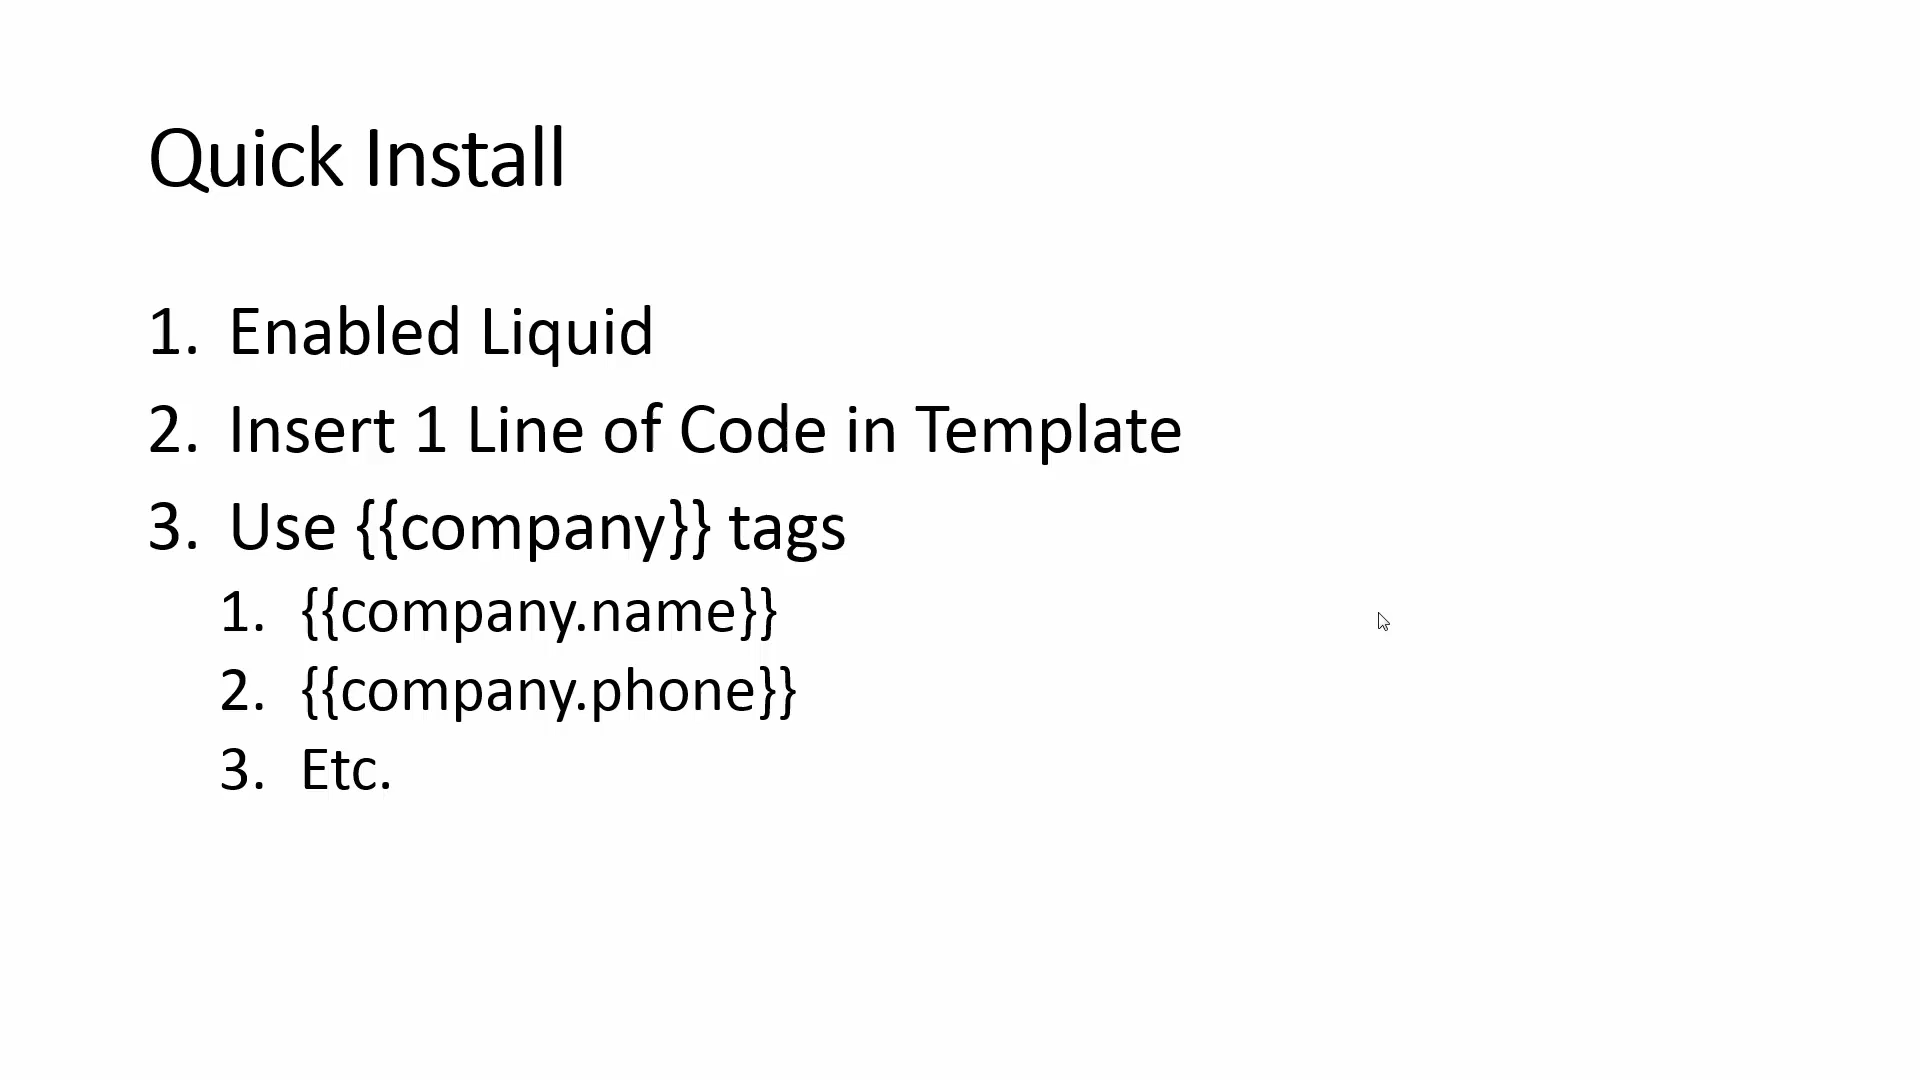 Quick Install
1. Enabled Liquid
2. Insert 1 Line of Code in Template
3. Use {{company}} tags
1. {{company.name}}
2. {{company.phone}}
3. Etc.